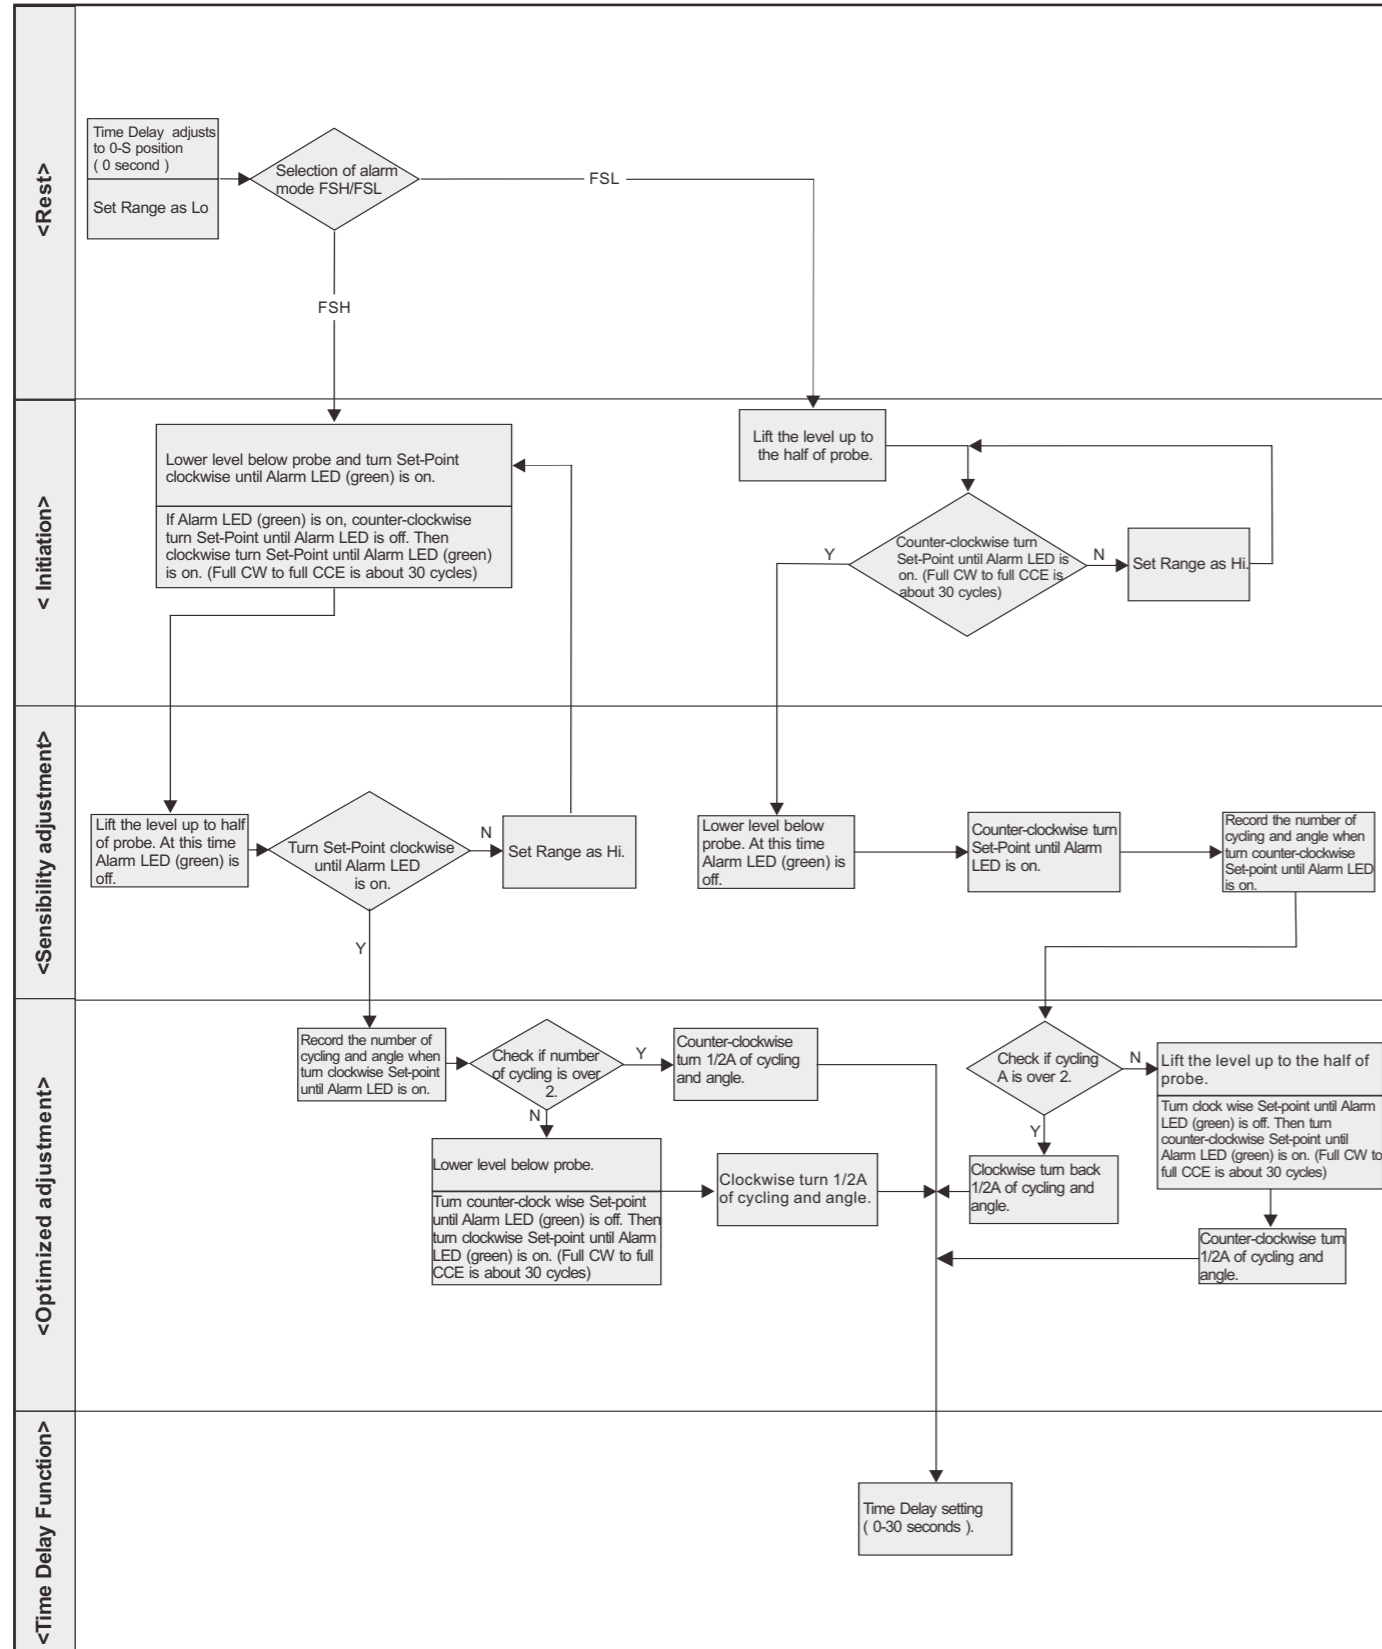 <Rest>
Time Delay adjusts
to 0-S position
( 0 second )
Set Range as Lo
Selection of alarm
mode FSH/FSL
FSL
FSH
< Initiation>
Lower level below probe and turn Set-Point
clockwise until Alarm LED (green) is on.
If Alarm LED (green) is on, counter-clockwise
turn Set-Point until Alarm LED is off. Then
clockwise turn Set-Point until Alarm LED (green)
is on. (Full CW to full CCE is about 30 cycles)
Lift the level up to
the half of probe.
Y
Counter-clockwise turn
Set-Point until Alarm LED is
on. (Full CW to full CCE is
about 30 cycles)
N
Set Range as Hi.
<Sensibility adjustment>
Lift the level up to half
of probe. At this time
Alarm LED (green) is
off.
Turn Set-Point clockwise
until Alarm LED
is on.
N
Set Range as Hi.
Y
Lower level below
probe. At this time
Alarm LED (green) is
off.
Counter-clockwise turn
Set-Point until Alarm
LED is on.
Record the number of
cycling and angle when
turn counter-clockwise
Set-point until Alarm LED
is on.
<Optimized adjustment>
Record the number of
cycling and angle when
turn clockwise Set-point
until Alarm LED is on.
Check if number
of cycling is over
2.
Y
Counter-clockwise
turn 1/2A of cycling
and angle.
N
Lower level below probe.
Turn counter-clock wise Set-point
until Alarm LED (green) is off. Then
turn clockwise Set-point until Alarm
LED (green) is on. (Full CW to full
CCE is about 30 cycles)
Clockwise turn 1/2A
of cycling and angle.
Check if cycling
A is over 2.
N
Y
Clockwise turn back
1/2A of cycling and
angle.
Lift the level up to the half of
probe.
Turn clock wise Set-point until Alarm
LED (green) is off. Then turn
counter-clockwise Set-point until
Alarm LED (green) is on. (Full CW to
full CCE is about 30 cycles)
Counter-clockwise turn
1/2A of cycling and
angle.
<Time Delay Function>
Time Delay setting
( 0-30 seconds ).